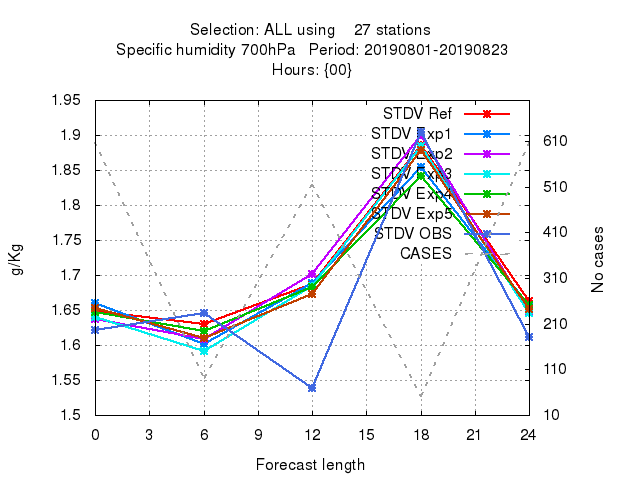 Selection: ALL using 27 stations
Specific humidity 700hPa Period: 20190801-20190823
Hours: {00}
1.95
1.9
1.85
1.8
1.75
1.7
1.65
1.6
1.55
1.5
g/Kg
STDV Ref
STDV Exp1
STDV Exp2
STDV Exp3
STDV Exp4
STDV Exp5
STDV OBS
CASES
610
510
410
310
210
110
10
No cases
0 3 6 9 12 15 18 21 24
Forecast length